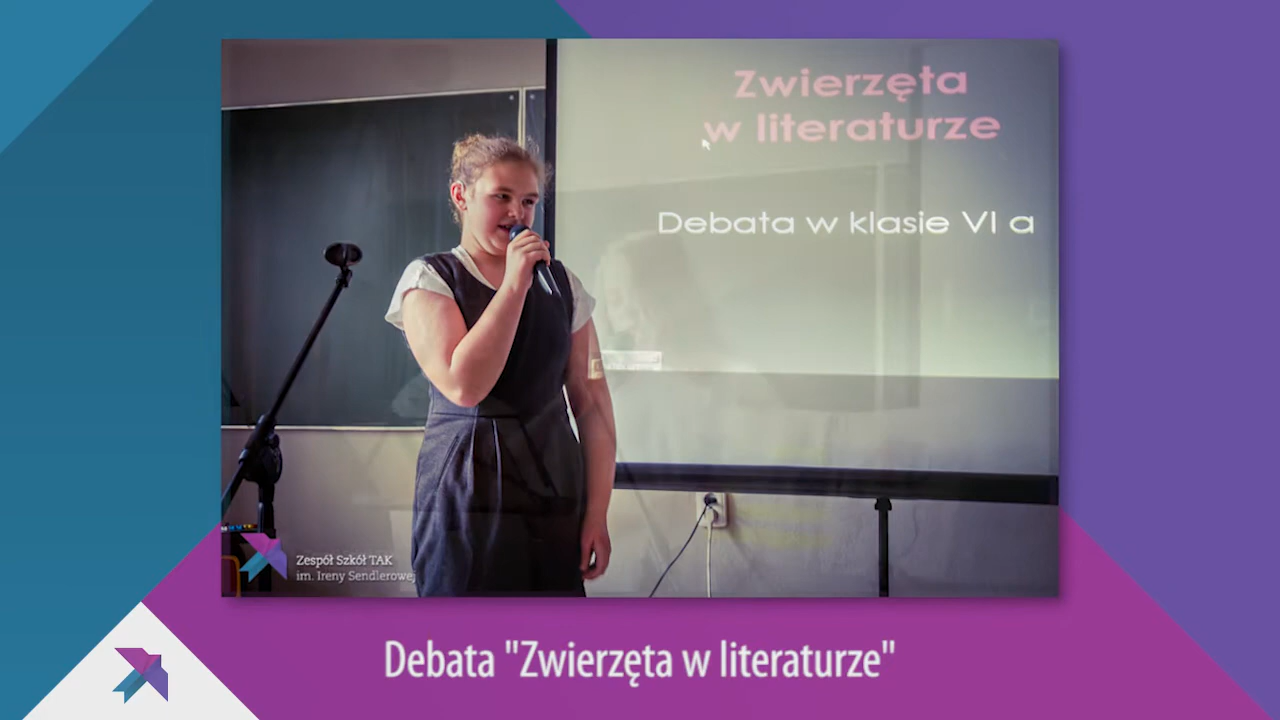 Zwierzęta
w literaturze
Debata w klasie VI a
Zespół Szkół TAK
im. Ireny Sendlerowej
Debata "Zwierzęta w literaturze"